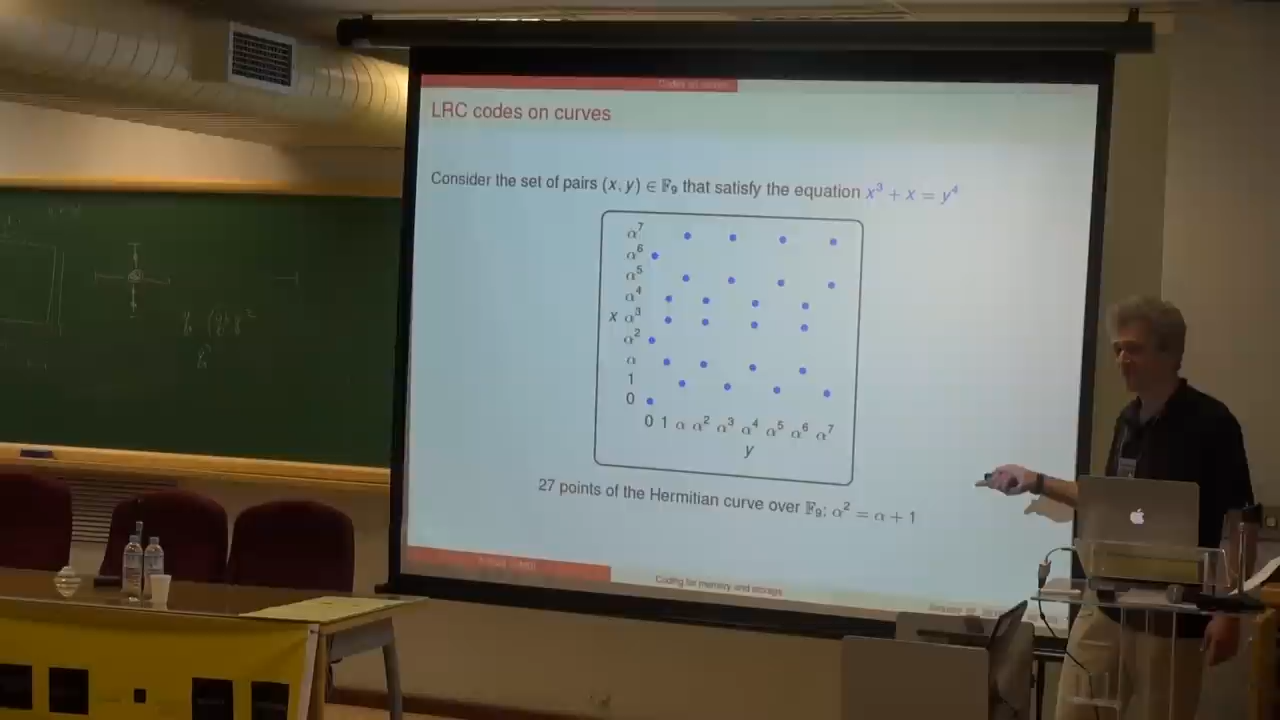 LRC codes on curves
Consider the set of pairs (x, y) ∈ 𝔽₉ that satisfy the equation x³ + x = y⁴
α⁷
α⁶
α⁵
α⁴
x α³
α²
α
1
0
0 1 α α² α³ α⁴ α⁵ α⁶ α⁷
y
27 points of the Hermitian curve over 𝔽₉; α² = α + 1
Coding for memory and storage